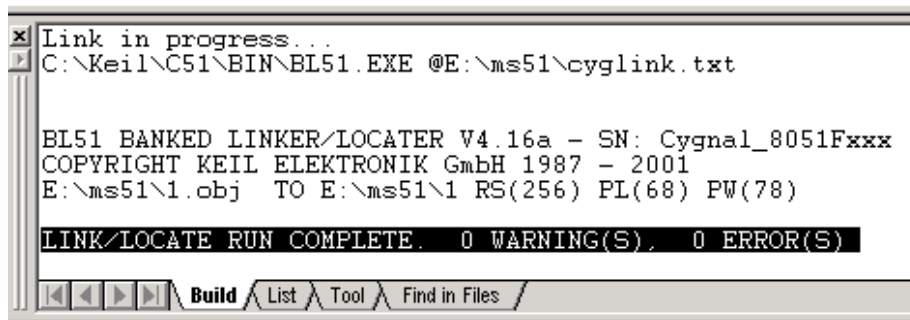 Link in progress...
C:\Keil\C51\BIN\BL51.EXE @E:\ms51\cyglink.txt
BL51 BANKED LINKER/LOCATER V4.16a - SN: Cygnal_8051Fxxx
COPYRIGHT KEIL ELEKTRONIK GmbH 1987 - 2001
E:\ms51\1.obj  TO E:\ms51\1 RS(256) PL(68) PW(78)
LINK/LOCATE RUN COMPLETE.  0 WARNING(S),  0 ERROR(S)
Build List Tool Find in Files